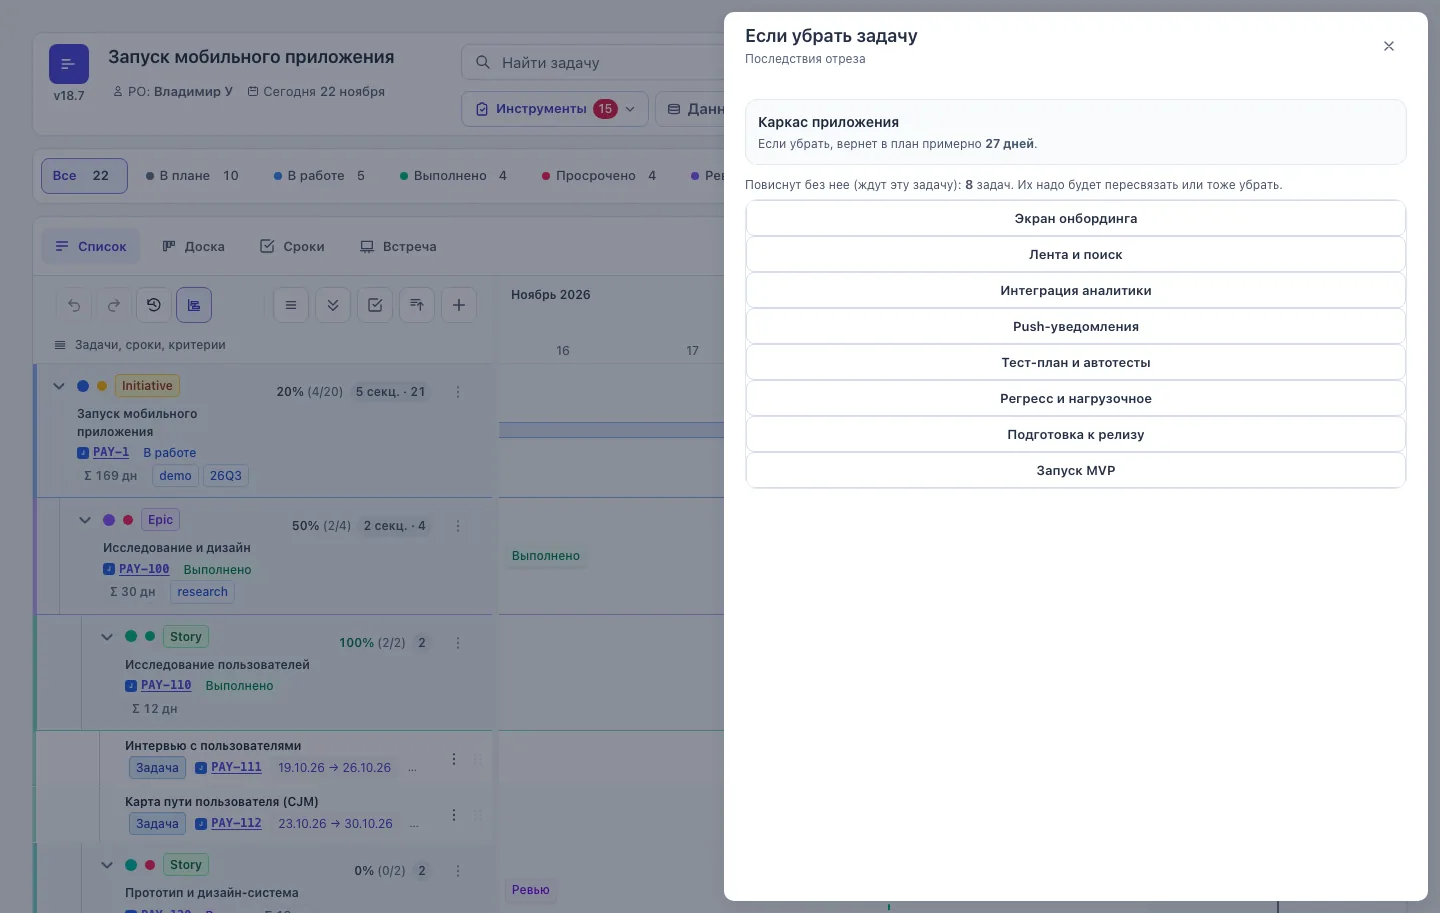 Запуск мобильного приложения
v18.7
PO: Владимир У
Сегодня 22 ноября
Найти задачу
Инструменты 15
Данн
Все 22
В плане 10
В работе 5
Выполнено 4
Просрочено 4
Рев
Список
Доска
Сроки
Встреча
Ноябрь 2026
Задачи, сроки, критерии
16
17
Initiative
20% (4/20) 5 секц. · 21
Запуск мобильного
приложения
PAY-1 В работе
Σ 169 дн demo 26Q3
Epic
50% (2/4) 2 секц. · 4
Исследование и дизайн
PAY-100 Выполнено
Σ 30 дн research
Выполнено
Story
100% (2/2) 2
Исследование пользователей
PAY-110 Выполнено
Σ 12 дн
Интервью с пользователями
Задача PAY-111 19.10.26 → 26.10.26 ...
Карта пути пользователя (CJM)
Задача PAY-112 23.10.26 → 30.10.26 ...
Story
0% (0/2) 2
Прототип и дизайн-система
Ревью
Если убрать задачу
Последствия отреза
Каркас приложения
Если убрать, вернет в план примерно 27 дней.
Повиснут без нее (ждут эту задачу): 8 задач. Их надо будет пересвязать или тоже убрать.
Экран онбординга
Лента и поиск
Интеграция аналитики
Push-уведомления
Тест-план и автотесты
Регресс и нагрузочное
Подготовка к релизу
Запуск MVP